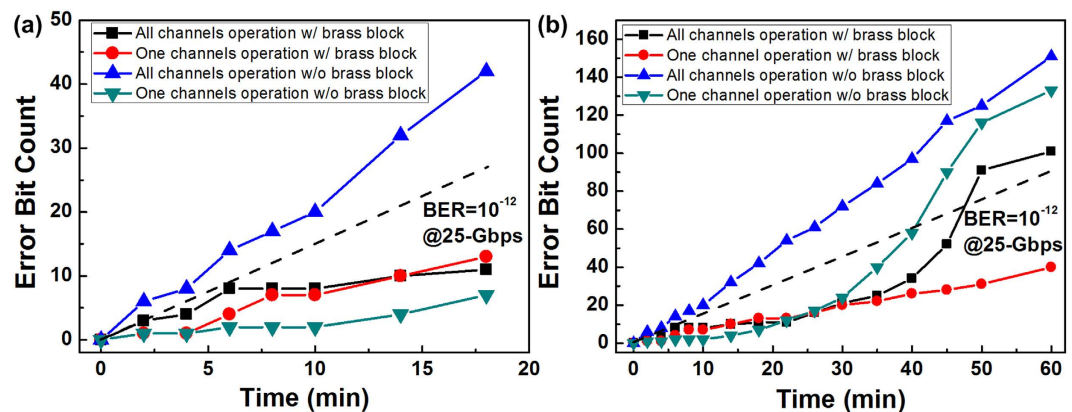 (a)
50
40
30
20
10
0
Error Bit Count
All channels operation w/ brass block
One channels operation w/ brass block
All channels operation w/o brass block
One channels operation w/o brass block
BER=10⁻¹²
@25-Gbps
0
5
10
15
20
Time (min)
(b)
160
140
120
100
80
60
40
20
0
Error Bit Count
All channels operation w/ brass block
One channels operation w/ brass block
All channels operation w/o brass block
One channel operation w/o brass block
BER=10⁻¹²
@25-Gbps
0
10
20
30
40
50
60
Time (min)